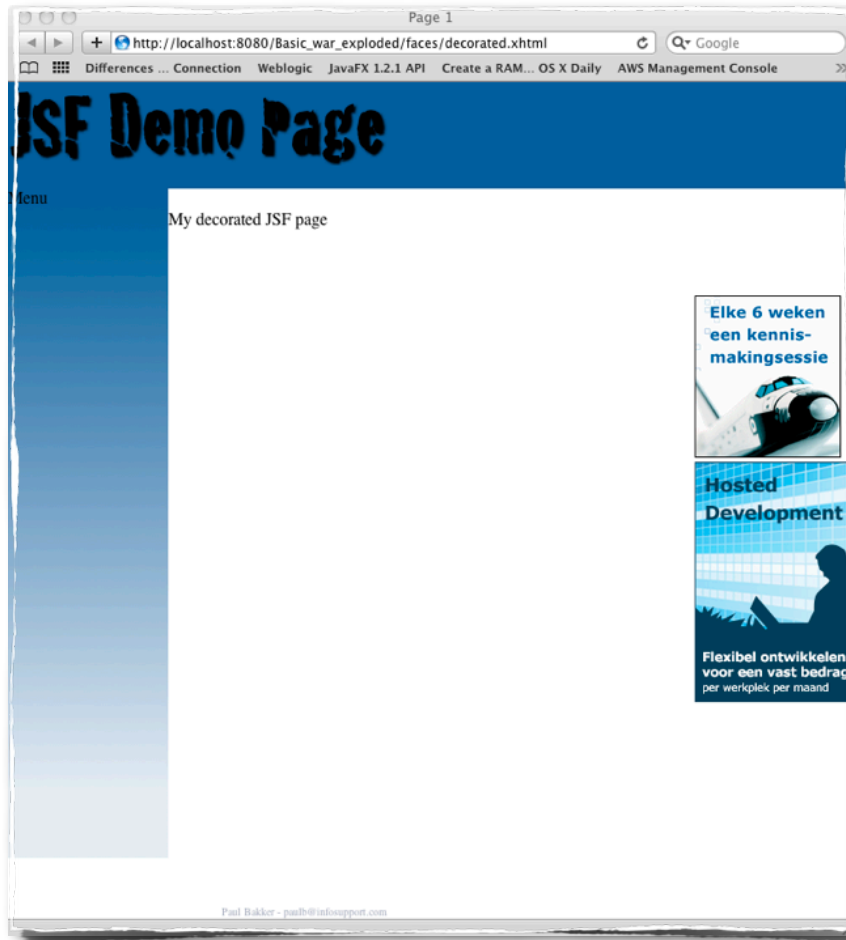 Page 1
http://localhost:8080/Basic_war_exploded/faces/decorated.xhtml
Google
Differences ... Connection Weblogic JavaFX 1.2.1 API Create a RAM... OS X Daily AWS Management Console
JSF Demo Page
Menu
My decorated JSF page
Elke 6 weken
een kennis-
makingsessie
Hosted
Development
Flexibel ontwikkelen
voor een vast bedrag
per werkplek per maand
Paul Bakker - paulb@infosupport.com